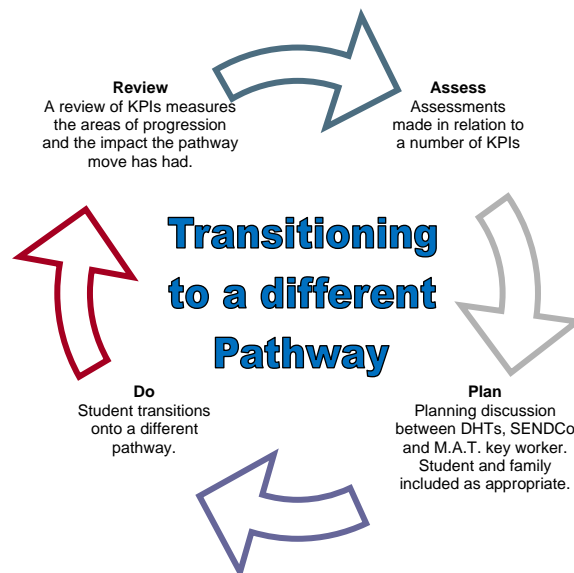 Review
A review of KPIs measures
the areas of progression
and the impact the pathway
move has had.
Assess
Assessments
made in relation to
a number of KPIs
Transitioning
to a different
Pathway
Do
Student transitions
onto a different
pathway.
Plan
Planning discussion
between DHTs, SENDCo
and M.A.T. key worker.
Student and family
included as appropriate.